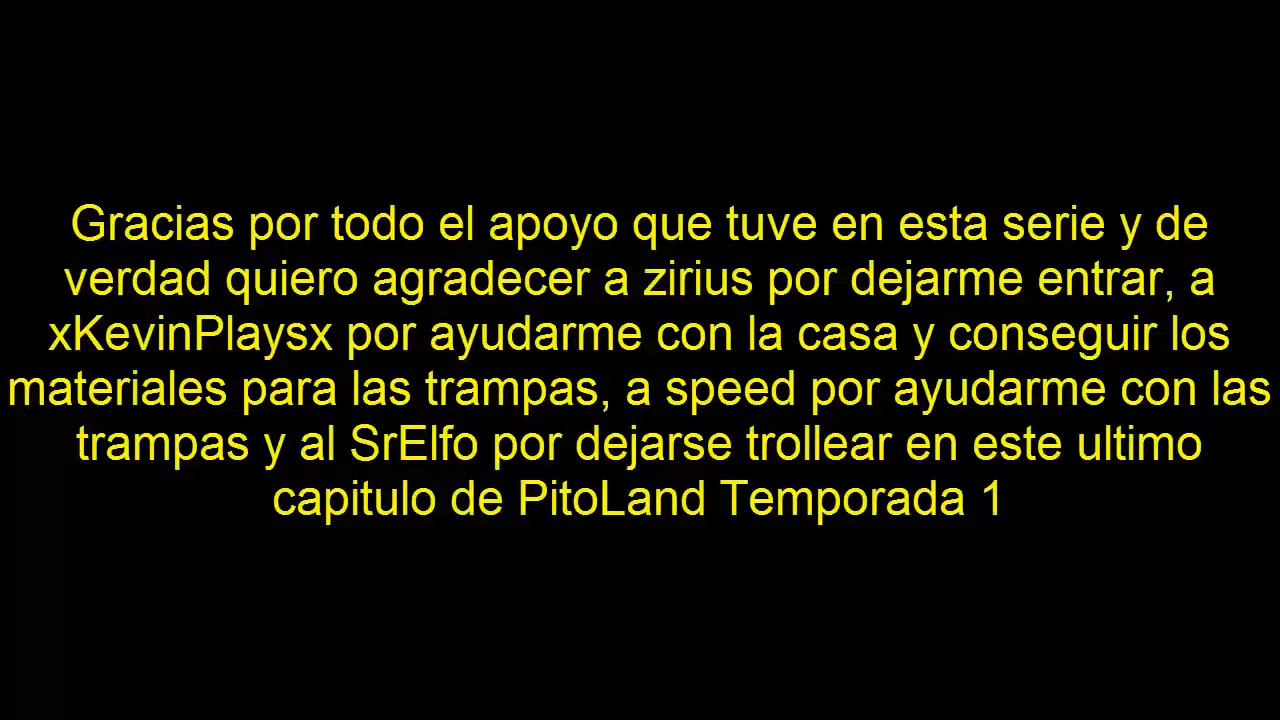 Gracias por todo el apoyo que tuve en esta serie y de
verdad quiero agradecer a zirius por dejarme entrar, a
xKevinPlaysx por ayudarme con la casa y conseguir los
materiales para las trampas, a speed por ayudarme con las
trampas y al SrElfo por dejarse trollear en este ultimo
capitulo de PitoLand Temporada 1